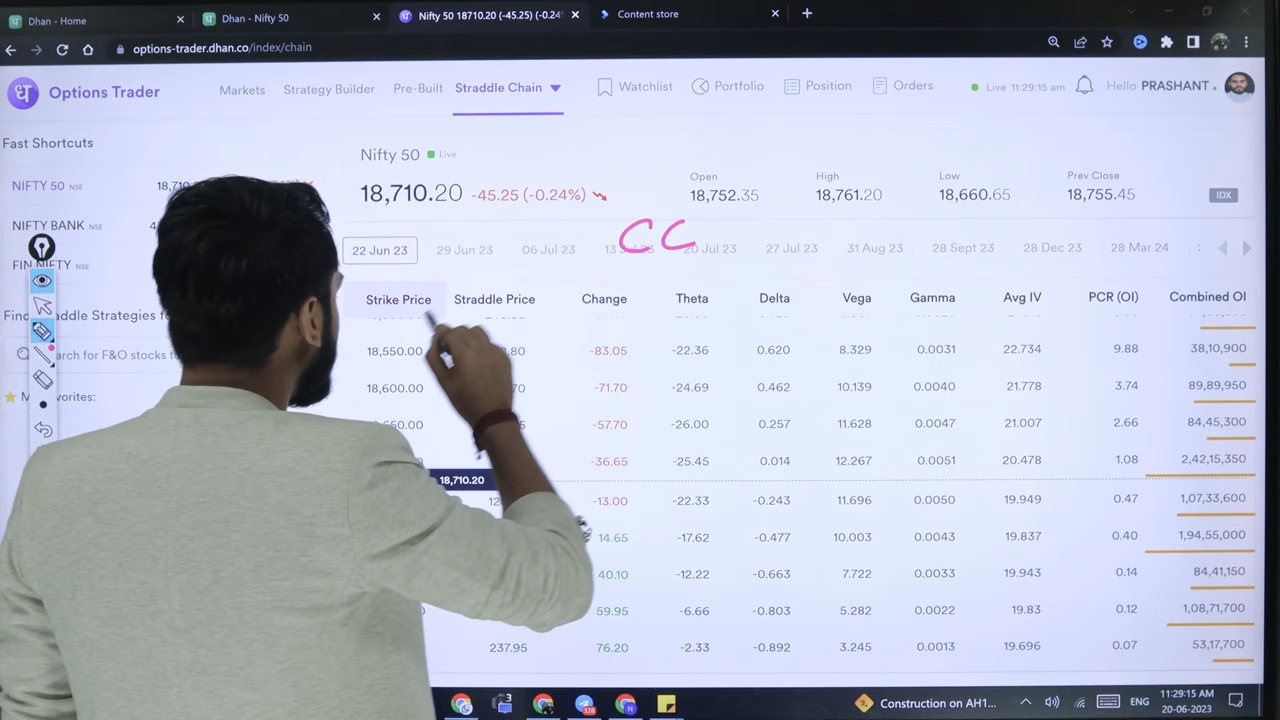 Dhan - Home
Dhan - Nifty 50
Nifty 50 18710.20 (-45.25) (-0.24
Content store
options-trader.dhan.co/index/chain
ध Options Trader
Markets Strategy Builder Pre-Built Straddle Chain Watchlist Portfolio Position Orders Live 11:29:15 am Hello PRASHANT
Fast Shortcuts
NIFTY 50 NSE
NIFTY BANK NSE
FIN NIFTY NSE
Nifty 50 Live
18,710.20 -45.25 (-0.24%)
Open 18,752.35
High 18,761.20
Low 18,660.65
Prev Close 18,755.45
IDX
CC
22 Jun 23 29 Jun 23 06 Jul 23 20 Jul 23 27 Jul 23 31 Aug 23 28 Sept 23 28 Dec 23 28 Mar 24
Strike Price Straddle Price Change Theta Delta Vega Gamma Avg IV PCR (OI) Combined OI
18,550.00 -83.05 -22.36 0.620 8.329 0.0031 22.734 9.88 38,10,900
18,600.00 -71.70 -24.69 0.462 10.139 0.0040 21.778 3.74 89,89,950
-57.70 -26.00 0.257 11.628 0.0047 21.007 2.66 84,45,300
-36.65 -25.45 0.014 12.267 0.0051 20.478 1.08 2,42,15,350
18,710.20
-13.00 -22.33 -0.243 11.696 0.0050 19.949 0.47 1,07,33,600
14.65 -17.62 -0.477 10.003 0.0043 19.837 0.40 1,94,55,000
40.10 -12.22 -0.663 7.722 0.0033 19.943 0.14 84,41,150
59.95 -6.66 -0.803 5.282 0.0022 19.83 0.12 1,08,71,700
237.95 76.20 -2.33 -0.892 3.245 0.0013 19.696 0.07 53,17,700
Construction on AH1... ENG 11:29:15 AM
20-06-2023